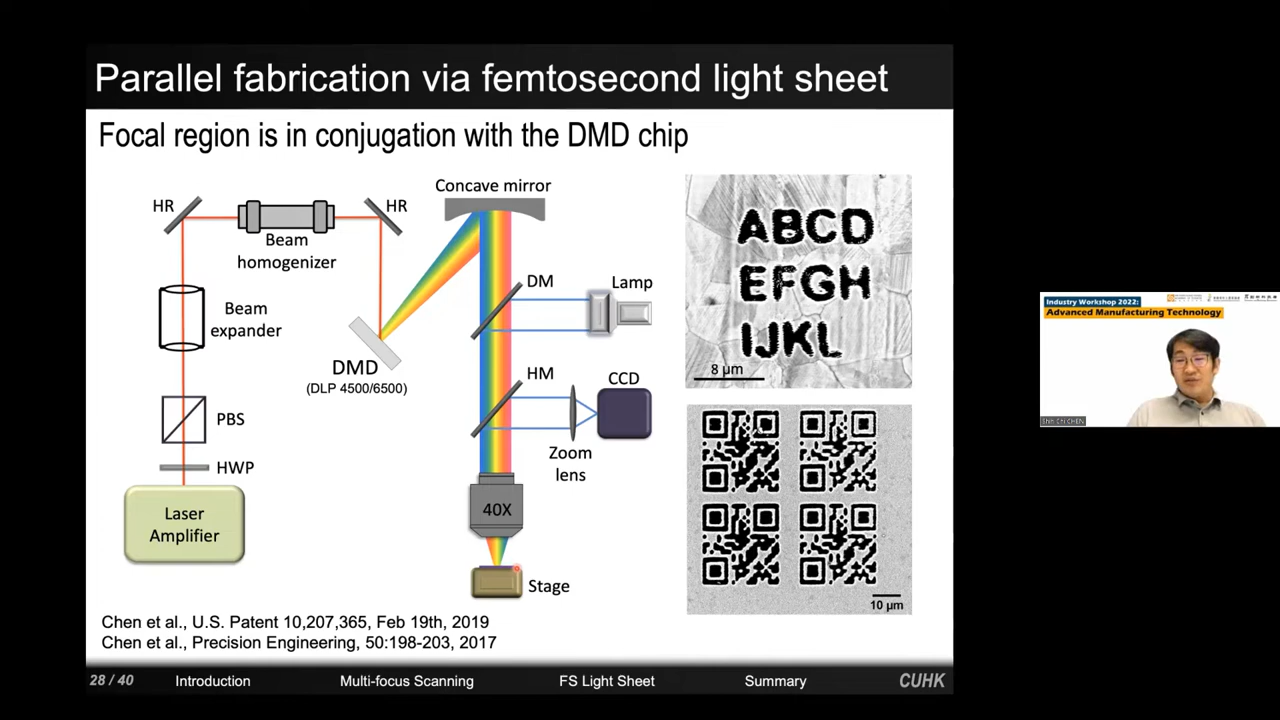 Parallel fabrication via femtosecond light sheet
Focal region is in conjugation with the DMD chip
Concave mirror
HR
HR
Beam
homogenizer
DM
Lamp
Beam
expander
DMD
(DLP 4500/6500)
HM
CCD
PBS
Zoom
lens
HWP
40X
Laser
Amplifier
Stage
ABCD
EFGH
IJKL
8 µm
10 µm
Chen et al., U.S. Patent 10,207,365, Feb 19th, 2019
Chen et al., Precision Engineering, 50:198-203, 2017
28 / 40
Introduction
Multi-focus Scanning
FS Light Sheet
Summary
CUHK
Industry Workshop 2022:
Advanced Manufacturing Technology
Shih Chi CHEN